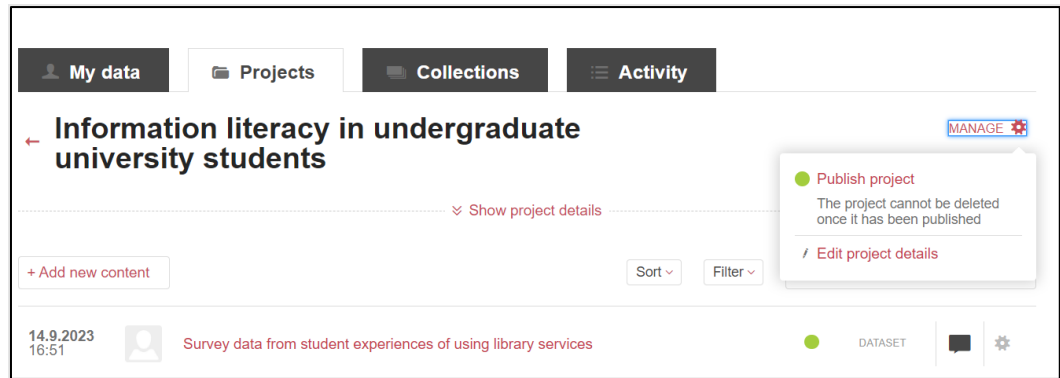 My data
Projects
Collections
Activity
Information literacy in undergraduate
university students
MANAGE
Publish project
The project cannot be deleted
once it has been published
Show project details
Edit project details
+ Add new content
Sort
Filter
14.9.2023
16:51
Survey data from student experiences of using library services
DATASET